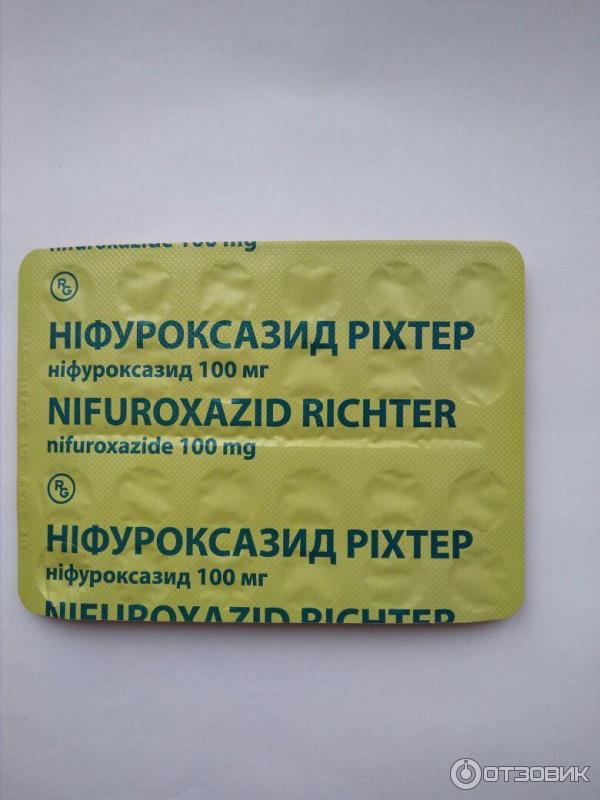 nifuroxazide 100 mg
RG
НІФУРОКСАЗИД РІХТЕР
ніфуроксазид 100 мг
NIFUROXAZID RICHTER
nifuroxazide 100 mg
RG
НІФУРОКСАЗИД РІХТЕР
ніфуроксазид 100 мг
NIFUROXAZID RICHTER
ОТЗОВИК